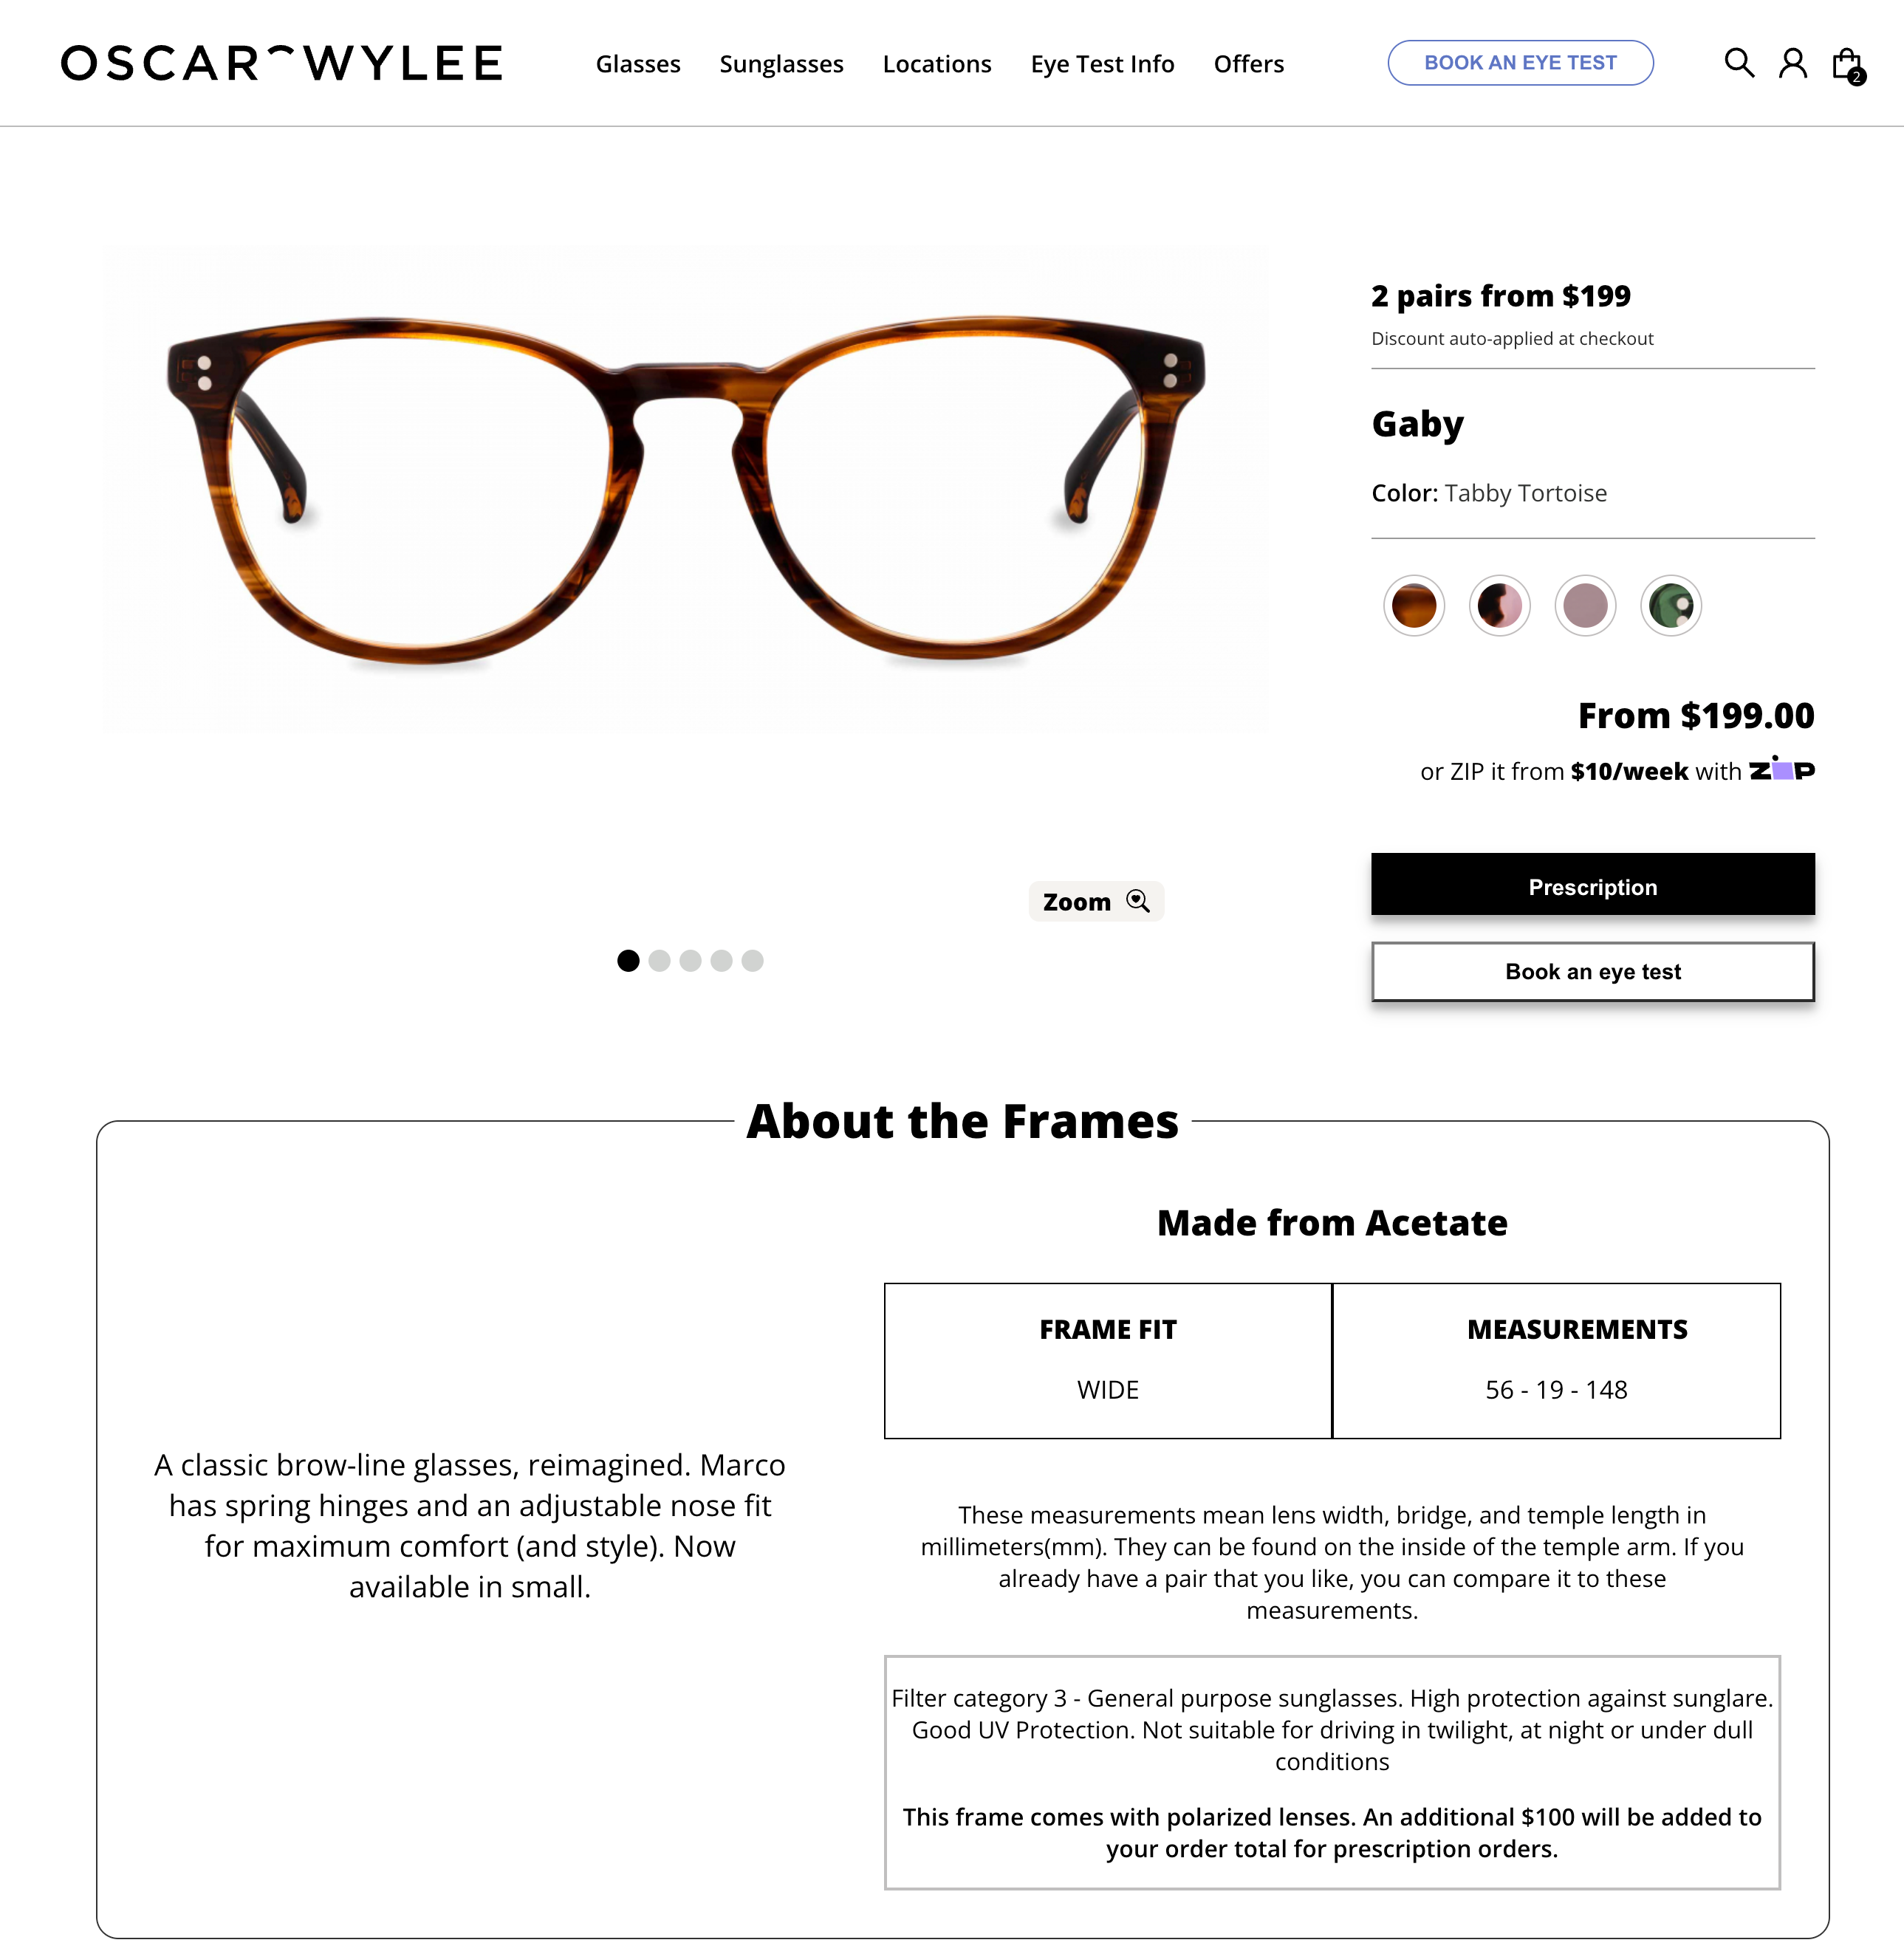 OSCAR WYLEE
Glasses
Sunglasses
Locations
Eye Test Info
Offers
BOOK AN EYE TEST
2
2 pairs from $199
Discount auto-applied at checkout
Gaby
Color: Tabby Tortoise
From $199.00
or ZIP it from $10/week with ZIP
Zoom
Prescription
Book an eye test
About the Frames
A classic brow-line glasses, reimagined. Marco
has spring hinges and an adjustable nose fit
for maximum comfort (and style). Now
available in small.
Made from Acetate
FRAME FIT
WIDE
MEASUREMENTS
56 - 19 - 148
These measurements mean lens width, bridge, and temple length in
millimeters(mm). They can be found on the inside of the temple arm. If you
already have a pair that you like, you can compare it to these
measurements.
Filter category 3 - General purpose sunglasses. High protection against sunglare.
Good UV Protection. Not suitable for driving in twilight, at night or under dull
conditions
This frame comes with polarized lenses. An additional $100 will be added to
your order total for prescription orders.